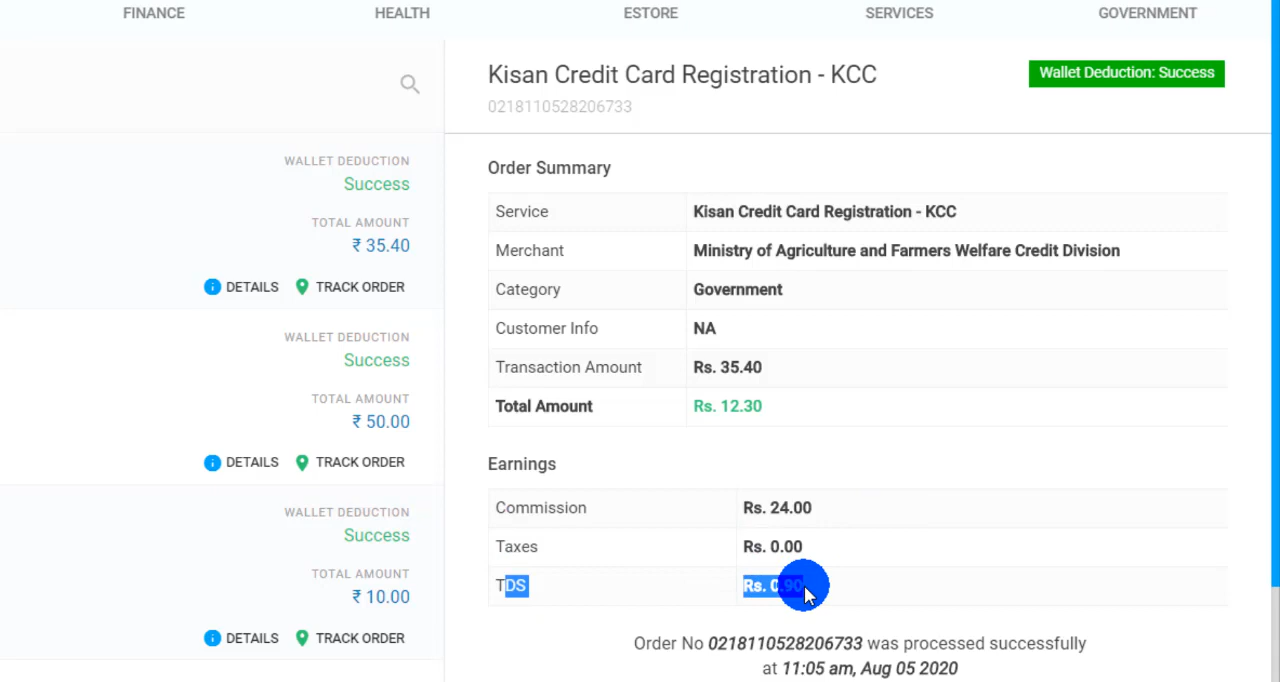 FINANCE HEALTH ESTORE SERVICES GOVERNMENT
WALLET DEDUCTION
Success
TOTAL AMOUNT
₹ 35.40
DETAILS TRACK ORDER
WALLET DEDUCTION
Success
TOTAL AMOUNT
₹ 50.00
DETAILS TRACK ORDER
WALLET DEDUCTION
Success
TOTAL AMOUNT
₹ 10.00
DETAILS TRACK ORDER
Kisan Credit Card Registration - KCC
Wallet Deduction: Success
0218110528206733
Order Summary
Service Kisan Credit Card Registration - KCC
Merchant Ministry of Agriculture and Farmers Welfare Credit Division
Category Government
Customer Info NA
Transaction Amount Rs. 35.40
Total Amount Rs. 12.30
Earnings
Commission Rs. 24.00
Taxes Rs. 0.00
TDS Rs. 0.90
Order No 0218110528206733 was processed successfully
at 11:05 am, Aug 05 2020